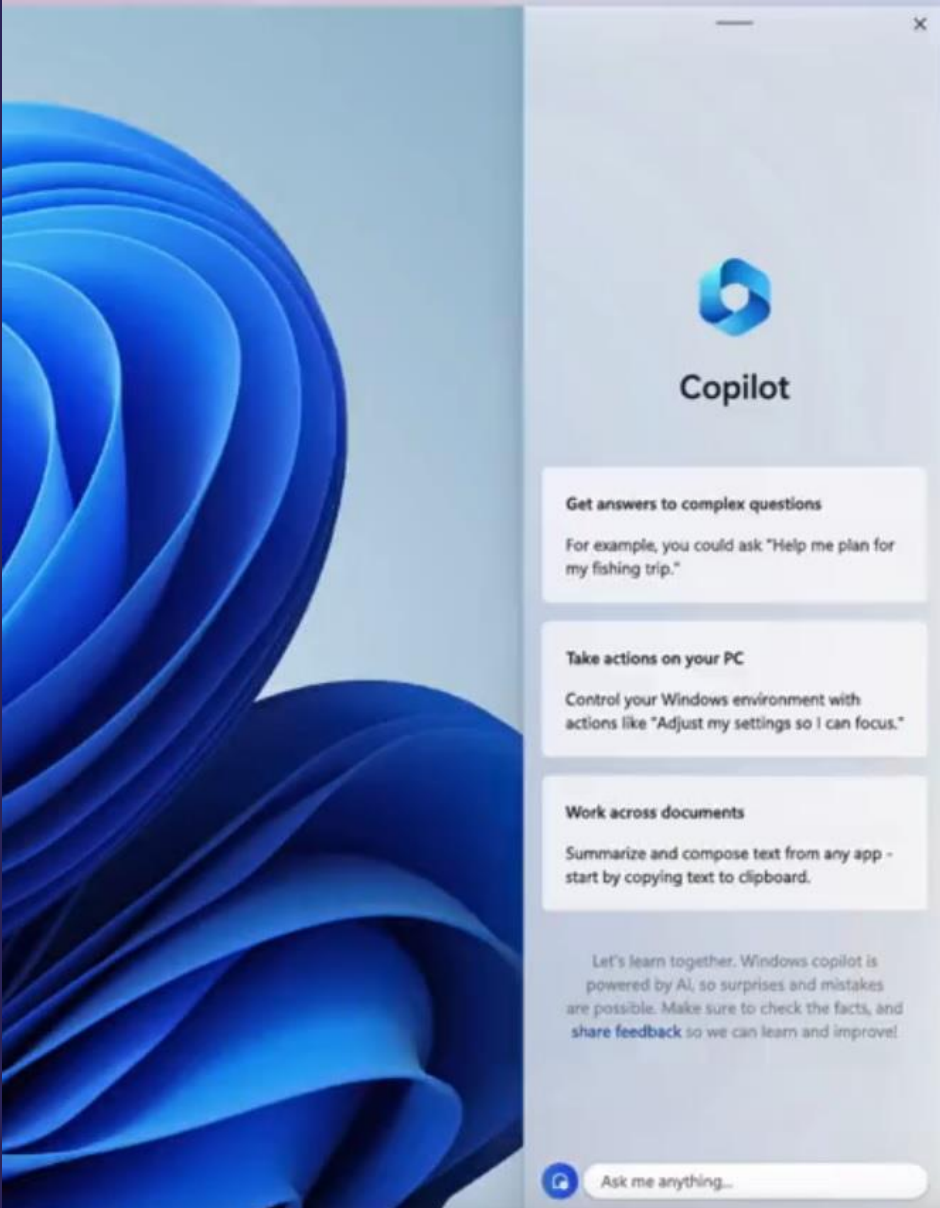 Copilot
Get answers to complex questions
For example, you could ask "Help me plan for
my fishing trip."
Take actions on your PC
Control your Windows environment with
actions like "Adjust my settings so I can focus."
Work across documents
Summarize and compose text from any app -
start by copying text to clipboard.
Let's learn together. Windows copilot is
powered by AI, so surprises and mistakes
are possible. Make sure to check the facts, and
share feedback so we can learn and improve!
Ask me anything...